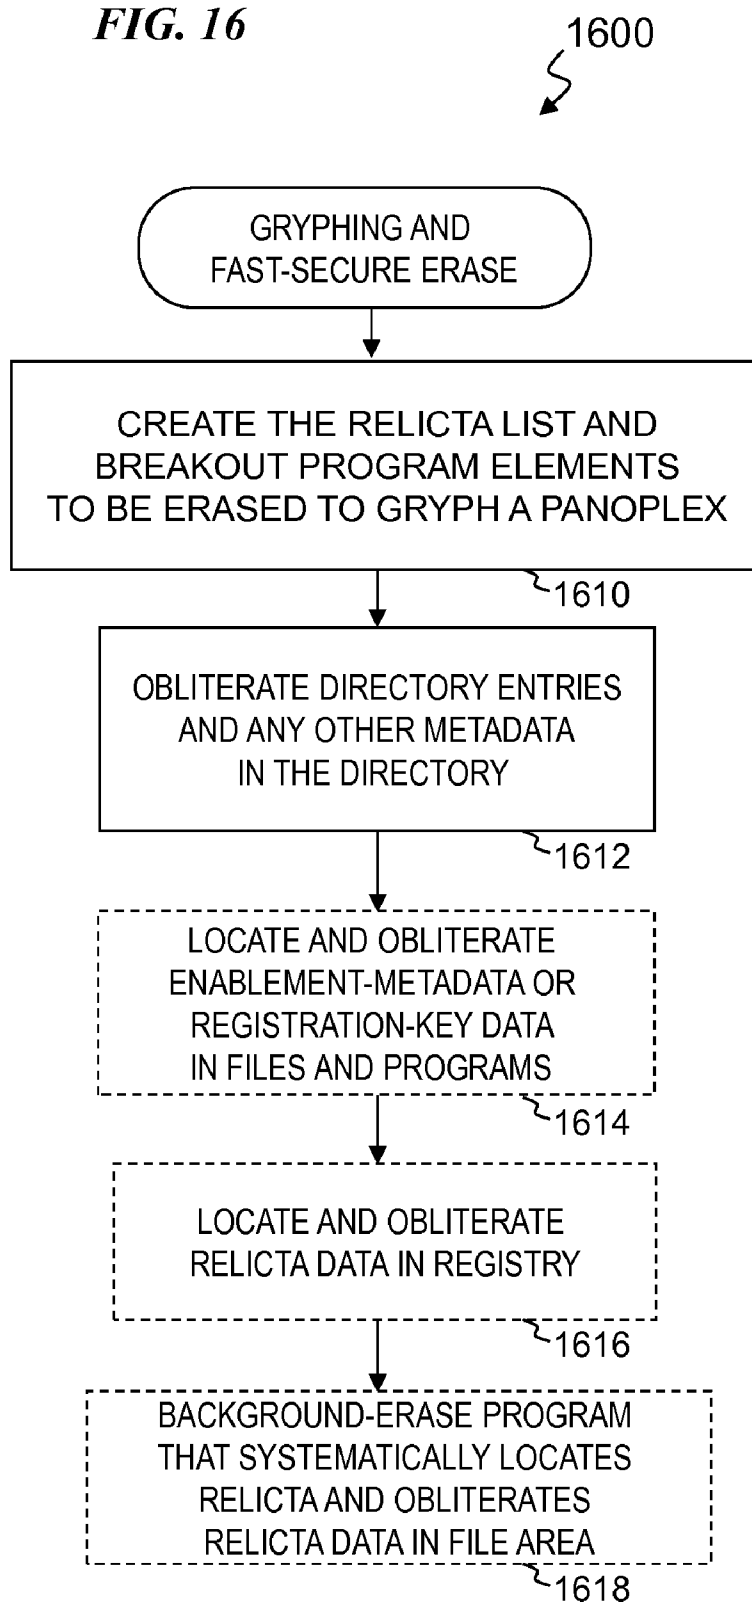 FIG. 16
1600
GRYPHING AND
FAST-SECURE ERASE
CREATE THE RELICTA LIST AND
BREAKOUT PROGRAM ELEMENTS
TO BE ERASED TO GRYPH A PANOPLEX
1610
OBLITERATE DIRECTORY ENTRIES
AND ANY OTHER METADATA
IN THE DIRECTORY
1612
LOCATE AND OBLITERATE
ENABLEMENT-METADATA OR
REGISTRATION-KEY DATA
IN FILES AND PROGRAMS
1614
LOCATE AND OBLITERATE
RELICTA DATA IN REGISTRY
1616
BACKGROUND-ERASE PROGRAM
THAT SYSTEMATICALLY LOCATES
RELICTA AND OBLITERATES
RELICTA DATA IN FILE AREA
1618